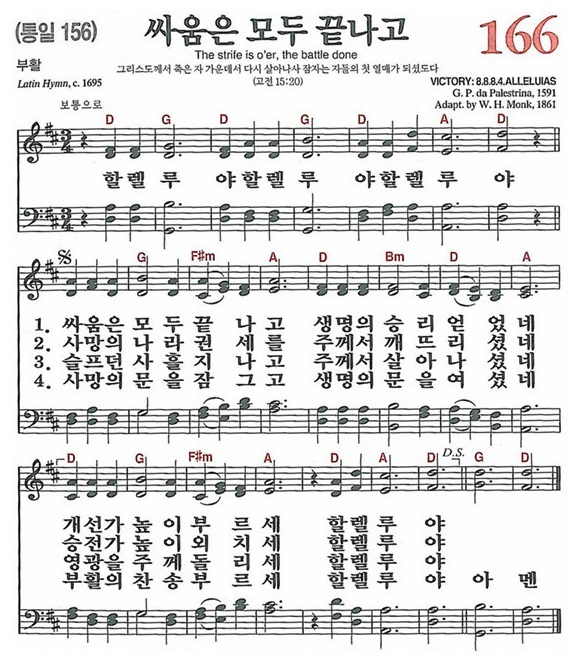 (통일 156)
싸움은 모두 끝나고
166
The strife is o'er, the battle done
부활
그리스도께서 죽은 자 가운데서 다시 살아나사 잠자는 자들의 첫 열매가 되셨도다
Latin Hymn, c. 1695
(고전 15:20)
VICTORY: 8.8.8.4.ALLELUIAS
G. P. da Palestrina, 1591
Adapt. by W. H. Monk, 1861
보통으로
D G D G D A D
할렐루 야할렐루 야할렐루 야
G F#m A D Bm D A
1. 싸움은 모두 끝 나고 생명의 승리얻 었네
2. 사망의 나라권 세를 주께서 깨뜨리 셨네
3. 슬프던 사흘지 나고 주께서 살아나 셨네
4. 사망의 문을잠 그고 생명의 문을여 셨네
D G F#m A D A D D.S. G D
개선가 높이부 르세 할렐루 야
승전가 높이외 치세 할렐루 야
영광을 주께돌 리세 할렐루 야
부활의 찬송부 르세 할렐루 야 아 멘